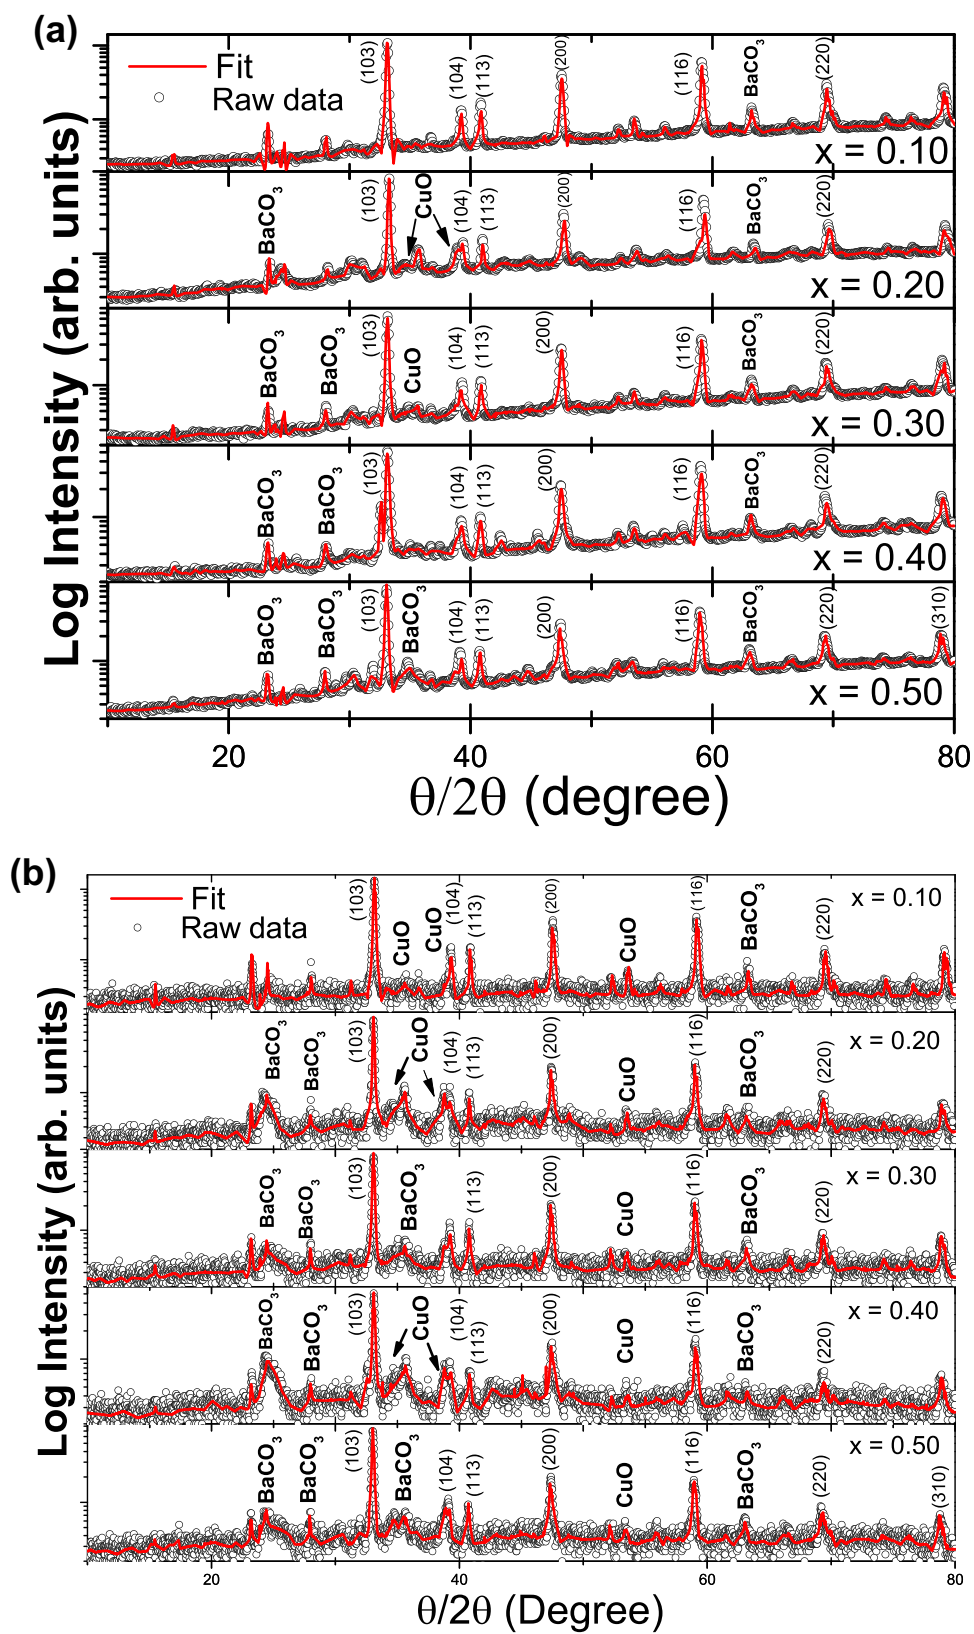 (a)
Fit
Raw data
(103)
(104)
(113)
(200)
(116)
BaCO3
(220)
x = 0.10
BaCO3
(103)
CuO
(104)
(113)
(200)
(116)
BaCO3
(220)
x = 0.20
BaCO3
BaCO3
(103)
CuO
(104)
(113)
(200)
(116)
BaCO3
(220)
x = 0.30
BaCO3
BaCO3
(103)
(104)
(113)
(200)
(116)
BaCO3
(220)
x = 0.40
BaCO3
BaCO3
(103)
BaCO3
(104)
(113)
(200)
(116)
BaCO3
(220)
(310)
x = 0.50
Log Intensity (arb. units)
20 40 60 80
θ/2θ (degree)
(b)
Fit
Raw data
(103)
CuO
CuO
(104)
(113)
(200)
CuO
(116)
BaCO3
(220)
x = 0.10
BaCO3
BaCO3
(103)
CuO
(104)
(113)
(200)
CuO
(116)
BaCO3
(220)
x = 0.20
BaCO3
BaCO3
(103)
BaCO3
(113)
(200)
CuO
(116)
BaCO3
(220)
x = 0.30
BaCO3
BaCO3
(103)
CuO
(104)
(113)
(200)
CuO
(116)
BaCO3
(220)
x = 0.40
BaCO3
BaCO3
(103)
BaCO3
(104)
(113)
(200)
CuO
(116)
BaCO3
(220)
(310)
x = 0.50
Log Intensity (arb. units)
20 40 60 80
θ/2θ (Degree)